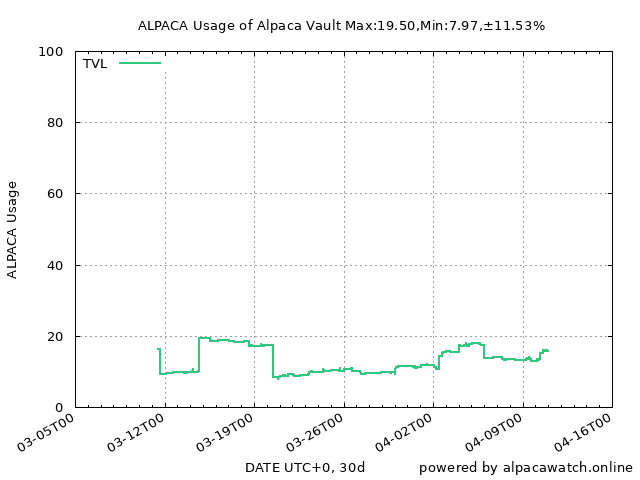 ALPACA Usage of Alpaca Vault Max:19.50,Min:7.97,±11.53%
100
TVL
80
60
ALPACA Usage
40
20
0
03-05T00
03-12T00
03-19T00
03-26T00
04-02T00
04-09T00
04-16T00
DATE UTC+0, 30d
powered by alpacawatch.online